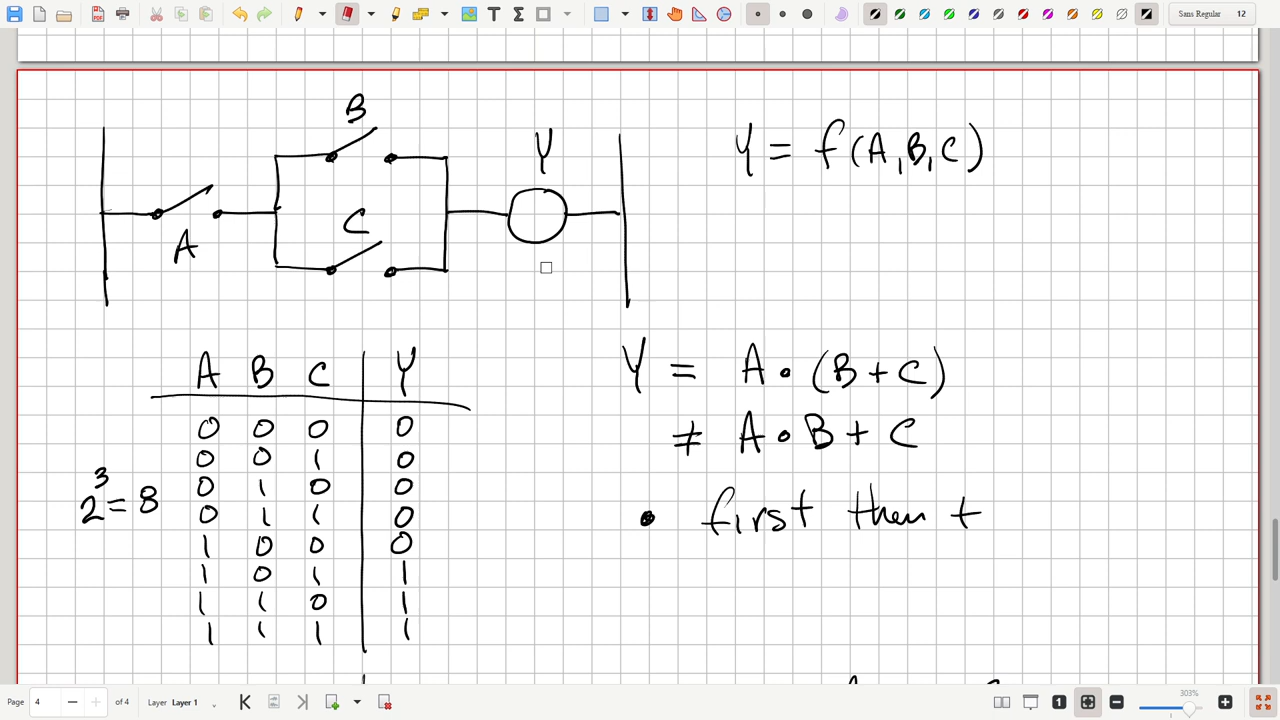 Sans Regular 12
B
Y
Y = f(A,B,C)
C
A
A B C Y
Y = A • (B + C)
≠ A • B + C
0 0 0 0
0 0 1 0
0 1 0 0
2³ = 8
0 1 1 0
1 0 0 0
1 0 1 1
1 1 0 1
1 1 1 1
• first then +
Page 4 of 4 Layer Layer 1 303%